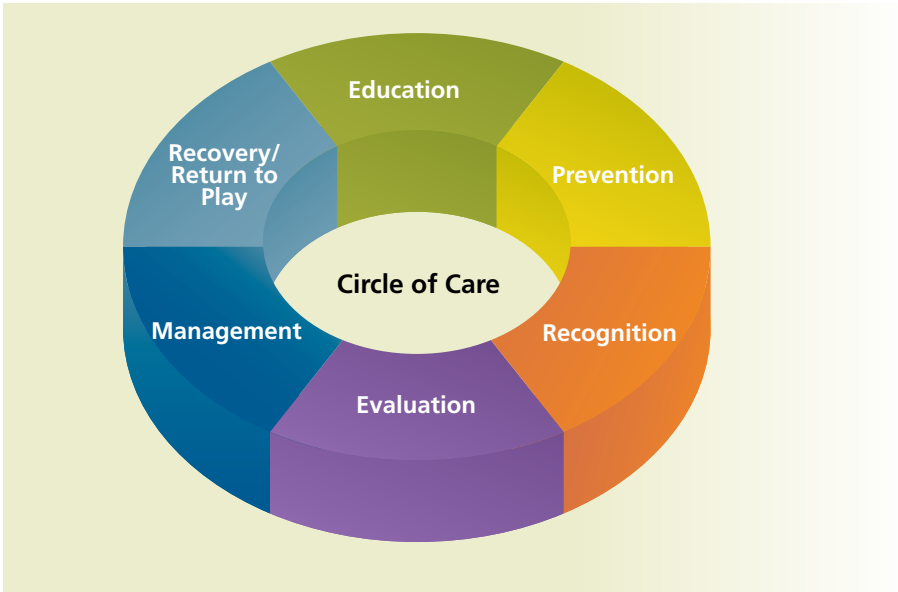 Education
Prevention
Recognition
Evaluation
Management
Recovery/
Return to
Play
Circle of Care